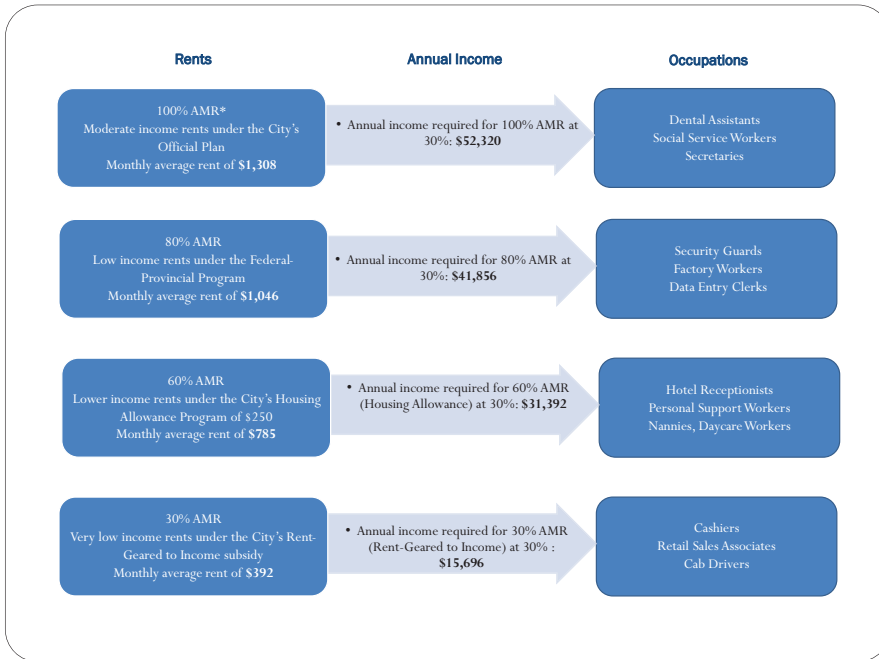 Rents
Annual Income
Occupations
100% AMR*
Moderate income rents under the City's
Official Plan
Monthly average rent of $1,308
• Annual income required for 100% AMR at
30%: $52,320
Dental Assistants
Social Service Workers
Secretaries
80% AMR
Low income rents under the Federal-
Provincial Program
Monthly average rent of $1,046
• Annual income required for 80% AMR at
30%: $41,856
Security Guards
Factory Workers
Data Entry Clerks
60% AMR
Lower income rents under the City's Housing
Allowance Program of $250
Monthly average rent of $785
• Annual income required for 60% AMR
(Housing Allowance) at 30%: $31,392
Hotel Receptionists
Personal Support Workers
Nannies, Daycare Workers
30% AMR
Very low income rents under the City's Rent-
Geared to Income subsidy
Monthly average rent of $392
• Annual income required for 30% AMR
(Rent-Geared to Income) at 30% :
$15,696
Cashiers
Retail Sales Associates
Cab Drivers